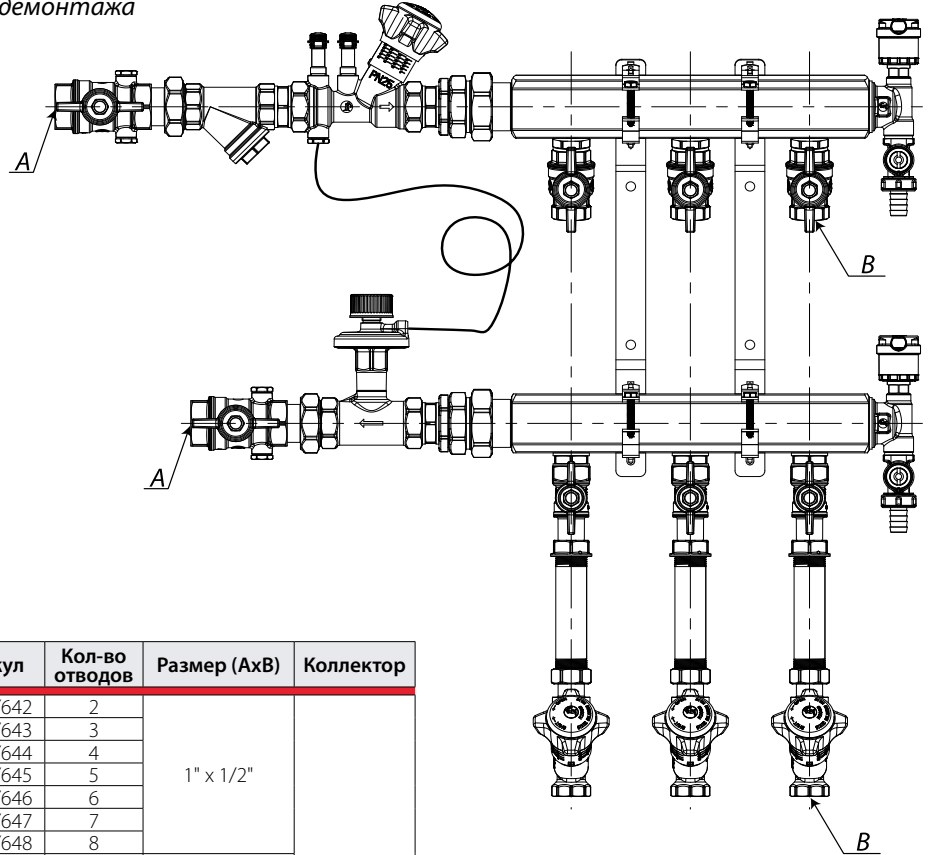 демонтажа
PN25
A
B
A
B
кул Кол-во отводов Размер (AxB) Коллектор
642 2
643 3
644 4
645 5 1" x 1/2"
646 6
647 7
648 8